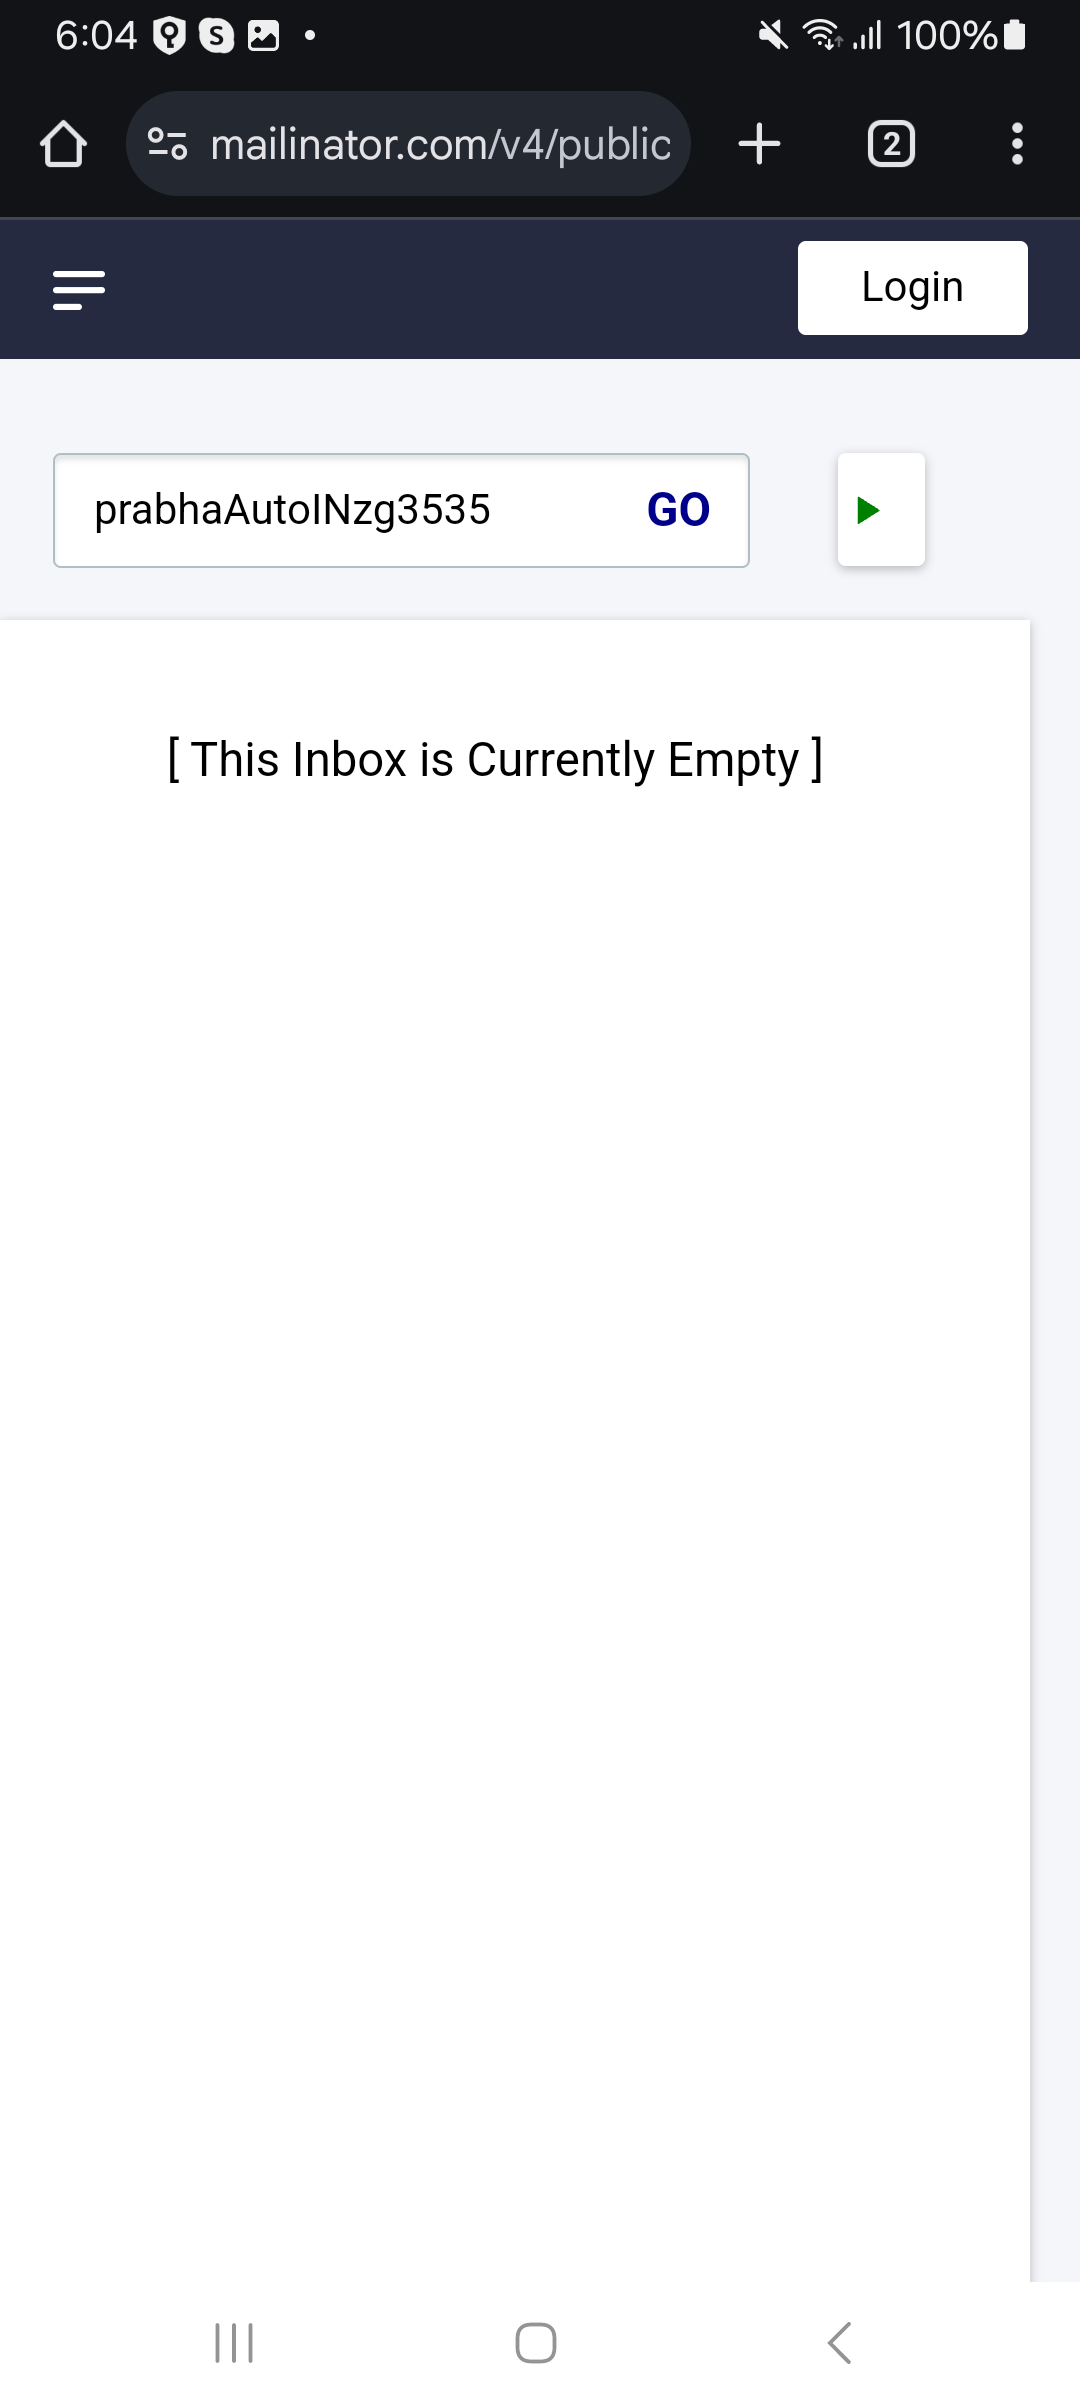 6:04
100%
mailinator.com/v4/public
2
Login
prabhaAutoINzg3535
GO
[ This Inbox is Currently Empty ]